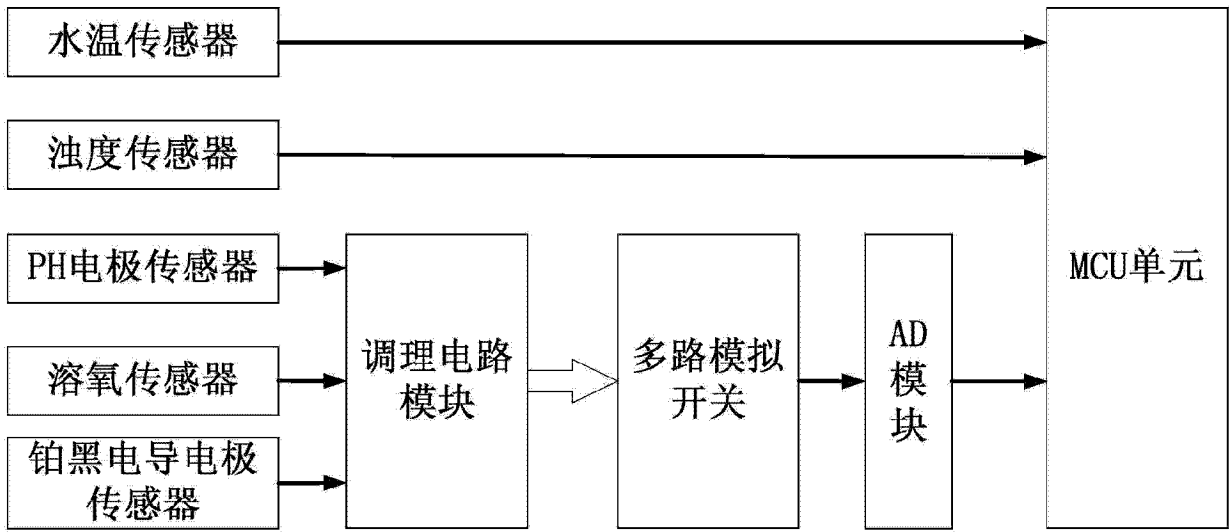 水温传感器
浊度传感器
PH电极传感器
溶氧传感器
铂黑电导电极
传感器
调理电路
模块
多路模拟
开关
AD
模
块
MCU单元